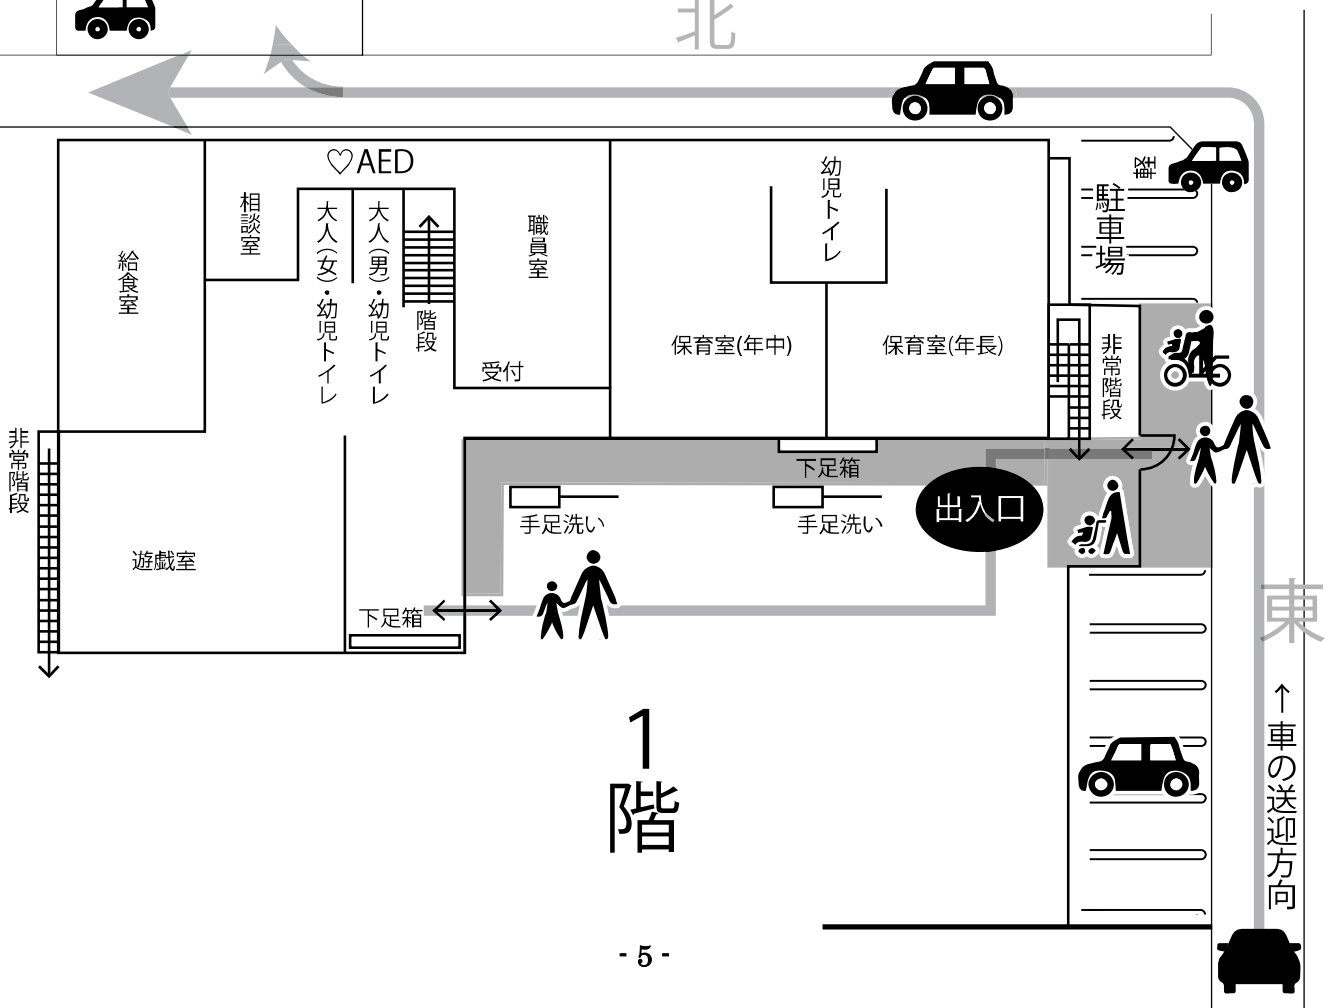 北
♡AED
相談室
大人(女)・幼児トイレ
大人(男)・幼児トイレ
職員室
幼児トイレ
軽
駐車場
給食室
階段
受付
保育室(年中)
保育室(年長)
非常階段
非常階段
下足箱
出入口
手足洗い
手足洗い
遊戯室
下足箱
東
1
階
↑車の送迎方向
- 5 -